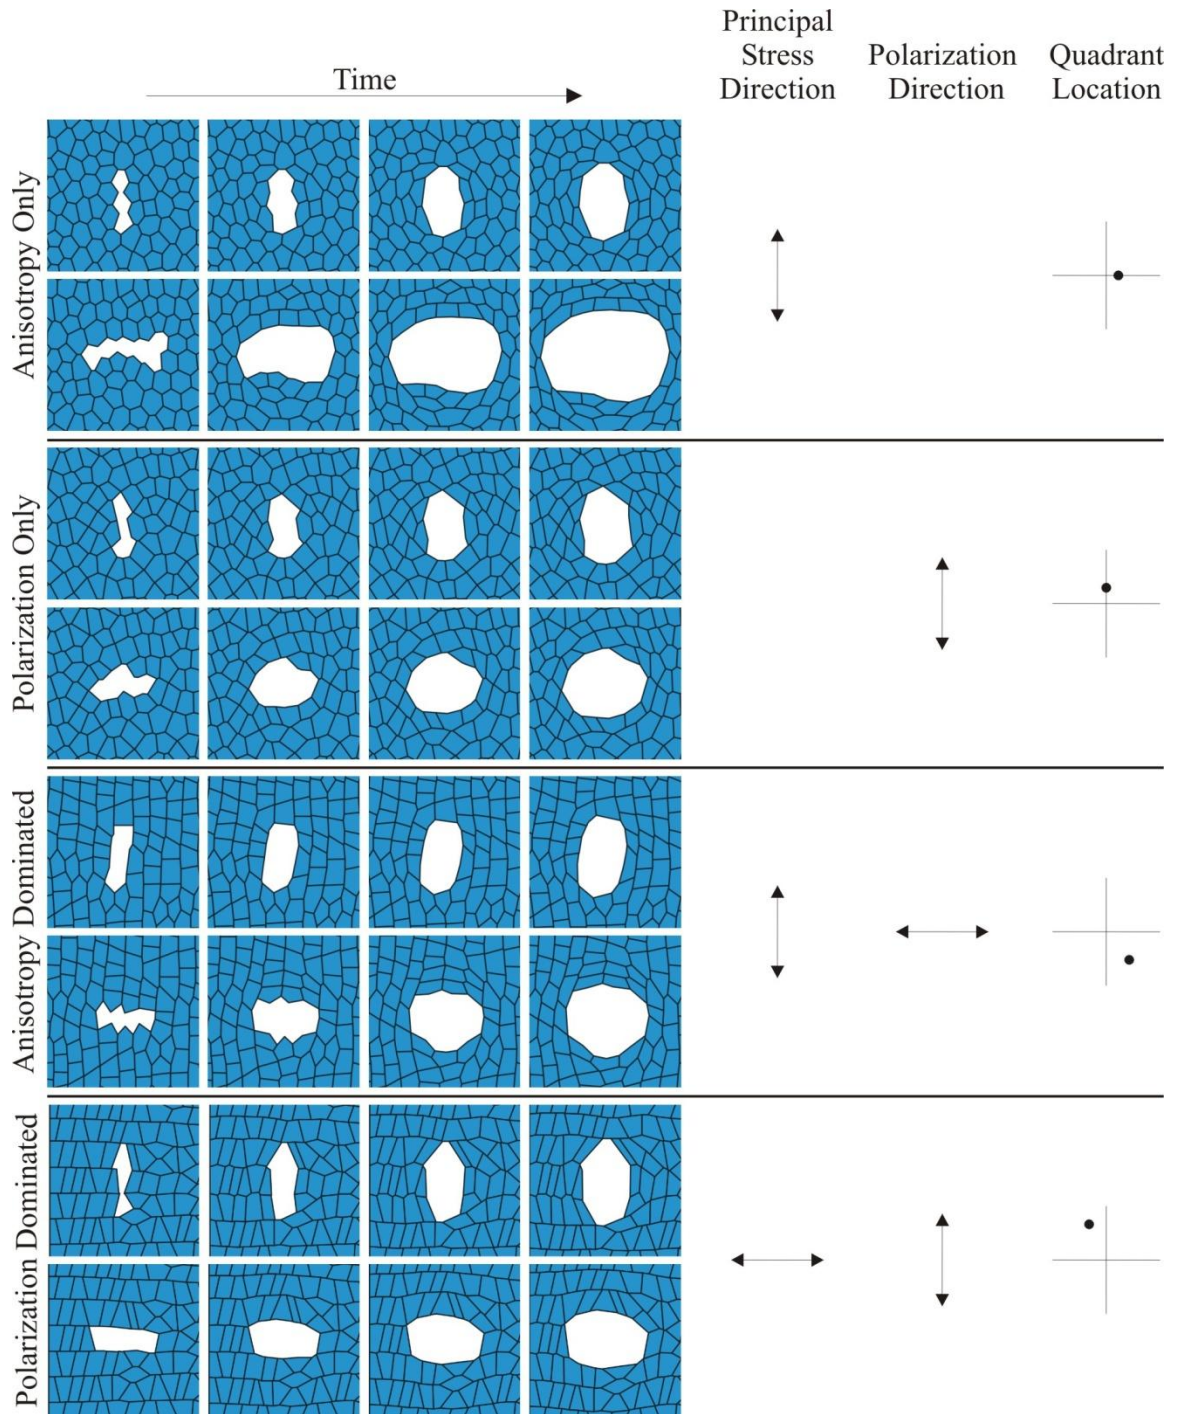 Principal
Stress
Direction
Polarization
Direction
Quadrant
Location
Time
Anisotropy Only
Polarization Only
Anisotropy Dominated
Polarization Dominated